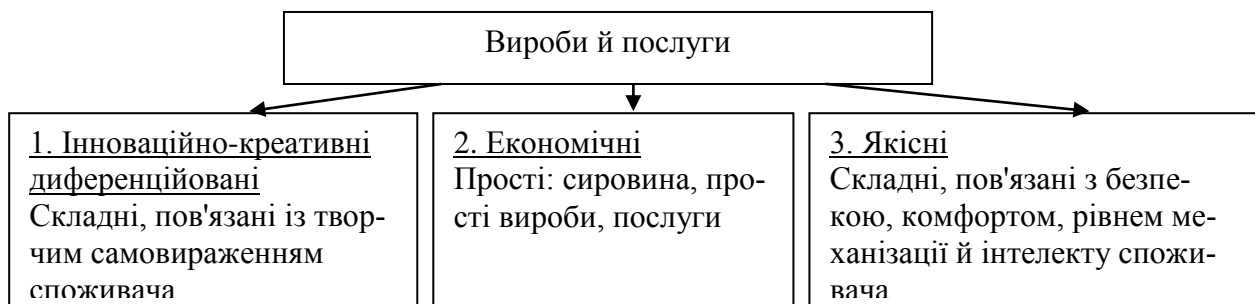 Вироби й послуги
1. Інноваційно-креативні
диференційовані
Складні, пов'язані із твор-
чим самовираженням
споживача
2. Економічні
Прості: сировина, про-
сті вироби, послуги
3. Якісні
Складні, пов'язані з безпе-
кою, комфортом, рівнем ме-
ханізації й інтелекту спожи-
вача